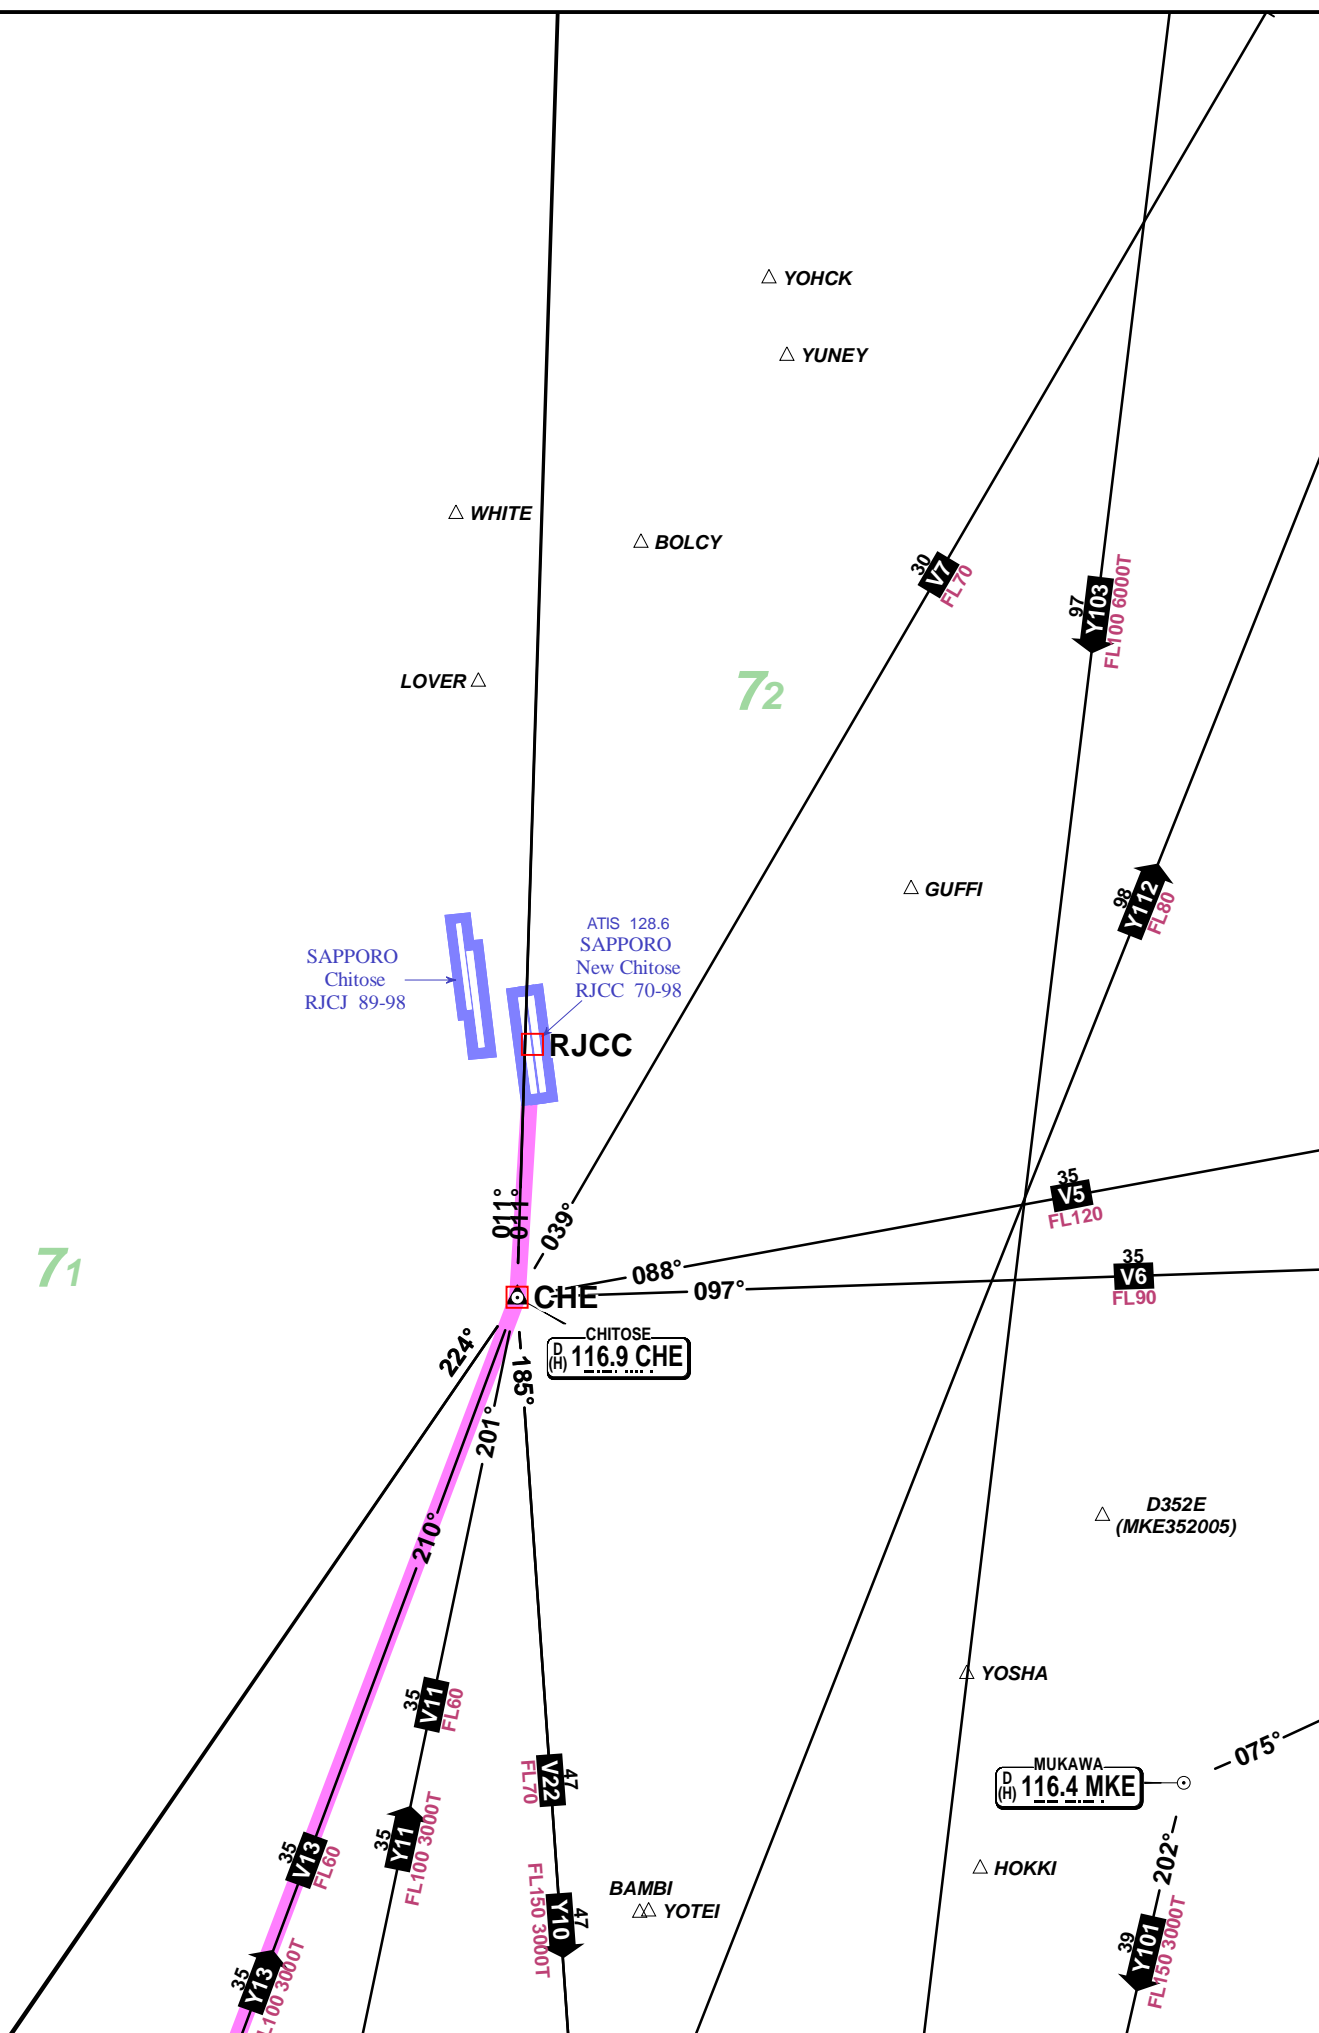 YOHCK
YUNEY
WHITE
BOLCY
30
V7
FL70
97
Y103
FL100 6000T
LOVER
72
GUFFI
98
Y112
FL80
SAPPORO
Chitose
RJCJ 89-98
ATIS 128.6
SAPPORO
New Chitose
RJCC 70-98
RJCC
011°
011°
039°
35
V5
FL120
71
088°
097°
35
V6
FL90
CHE
CHITOSE
D
(H) 116.9 CHE
224°
185°
201°
210°
D352E
(MKE352005)
YOSHA
35
V11
FL60
075°
MUKAWA
D
(H) 116.4 MKE
47
V22
FL70
35
Y11
FL100 3000T
35
V13
FL60
202°
HOKKI
BAMBI
YOTEI
47
Y10
FL150 3000T
39
Y101
FL150 3000T
35
Y13
L100 3000T